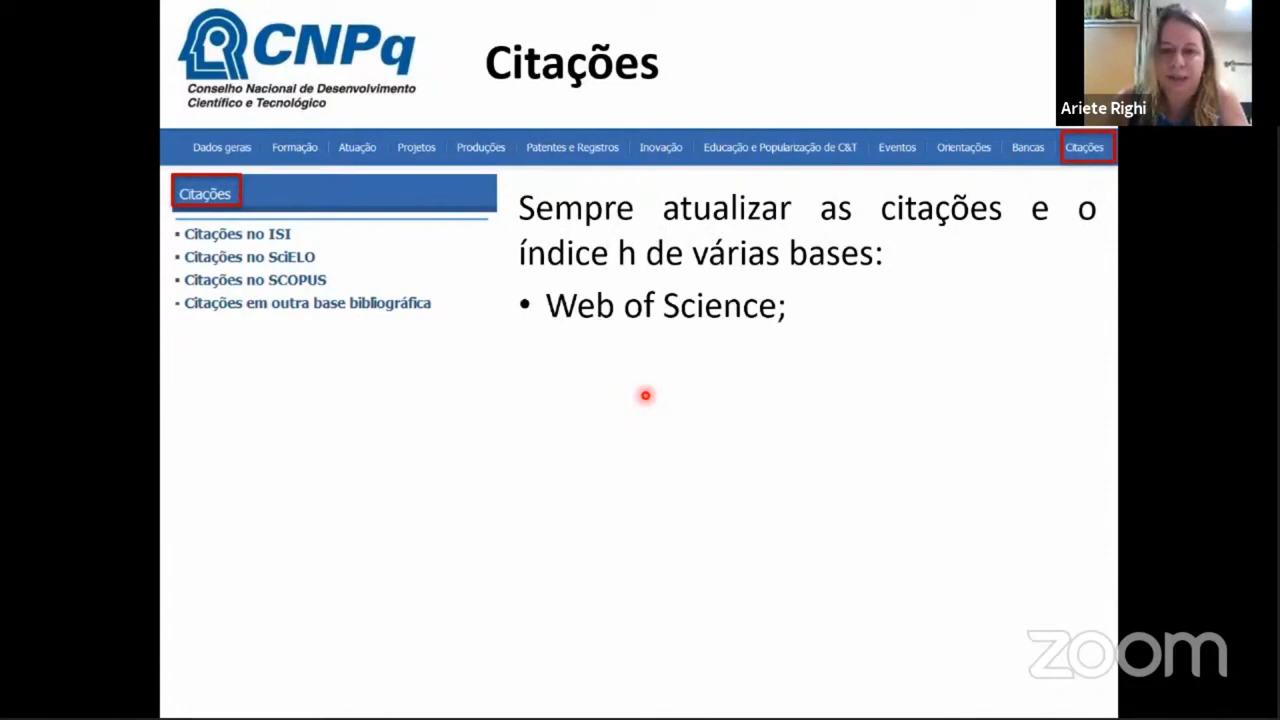 CNPq
Conselho Nacional de Desenvolvimento
Científico e Tecnológico
Citações
Ariete Righi
Dados gerais Formação Atuação Projetos Produções Patentes e Registros Inovação Educação e Popularização de C&T Eventos Orientações Bancas Citações
Citações
▪ Citações no ISI
▪ Citações no SciELO
▪ Citações no SCOPUS
▪ Citações em outra base bibliográfica
Sempre atualizar as citações e o
índice h de várias bases:
• Web of Science;
zoom